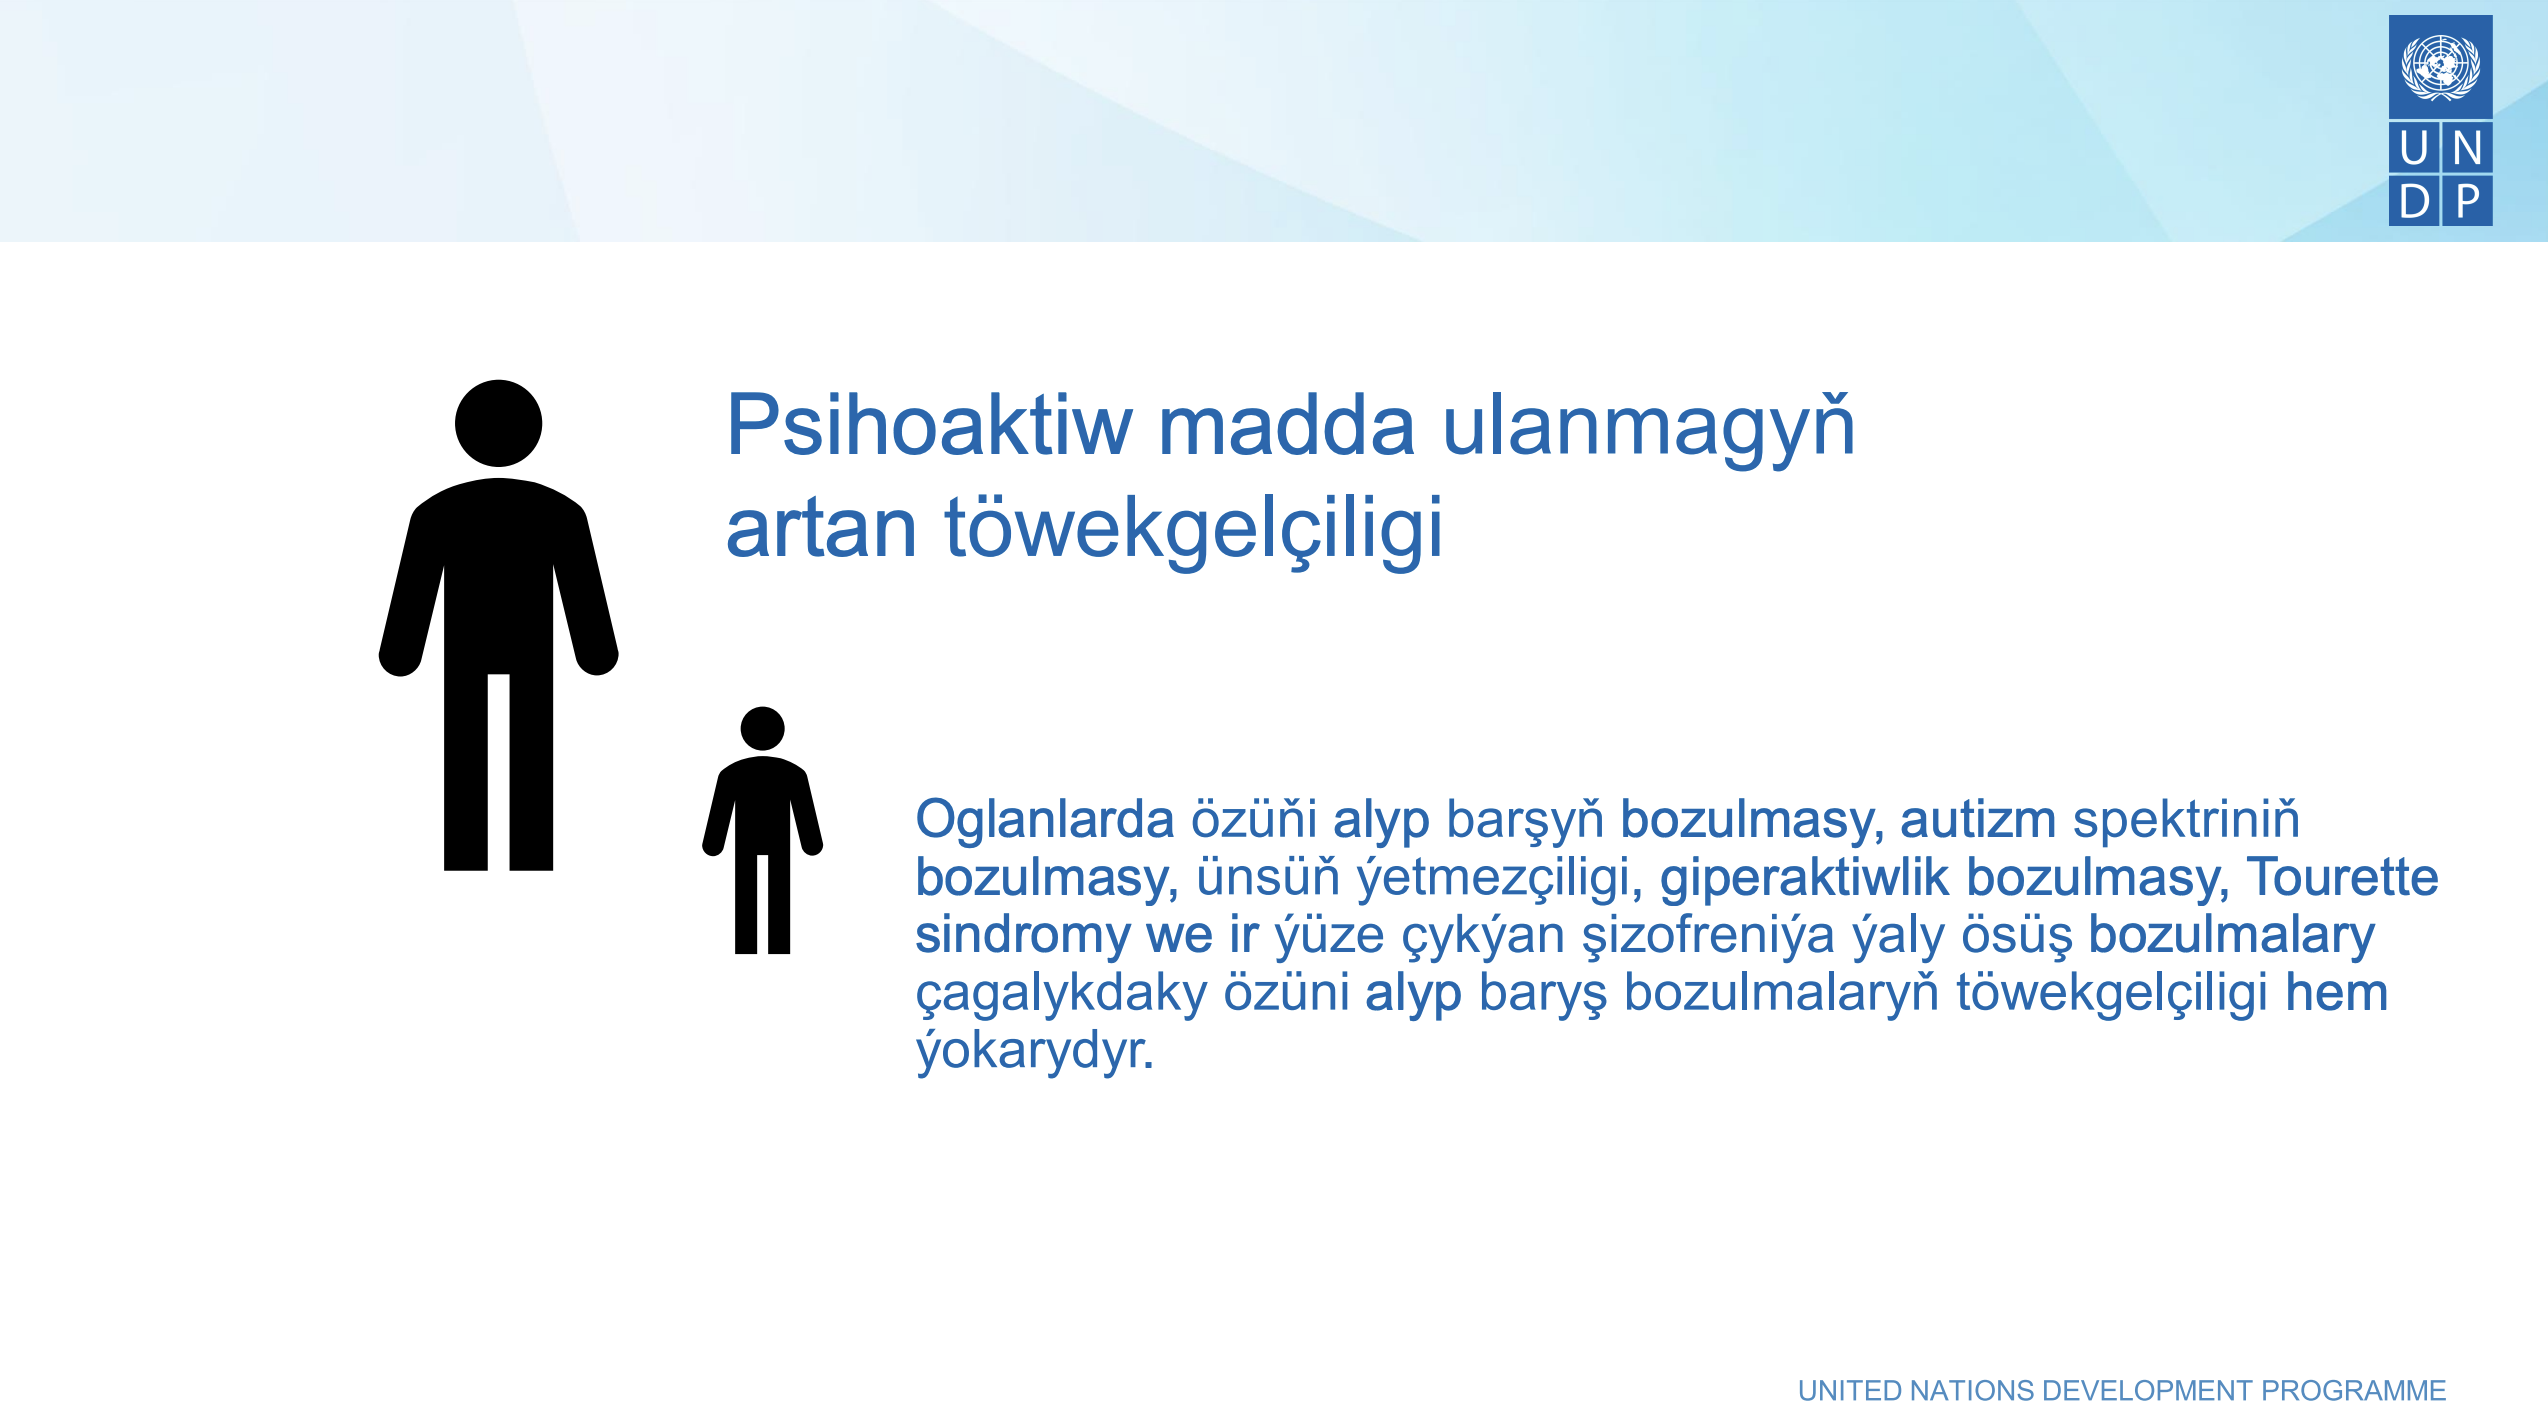 UN
DP
Psihoaktiw madda ulanmagyň
artan töwekgelçiligi
Oglanlarda özüňi alyp barşyň bozulmasy, autizm spektriniň
bozulmasy, ünsüň ýetmezçiligi, giperaktiwlik bozulmasy, Tourette
sindromy we ir ýüze çykýan şizofreniýa ýaly ösüş bozulmalary
çagalykdaky özüni alyp baryş bozulmalaryň töwekgelçiligi hem
ýokarydyr.
UNITED NATIONS DEVELOPMENT PROGRAMME